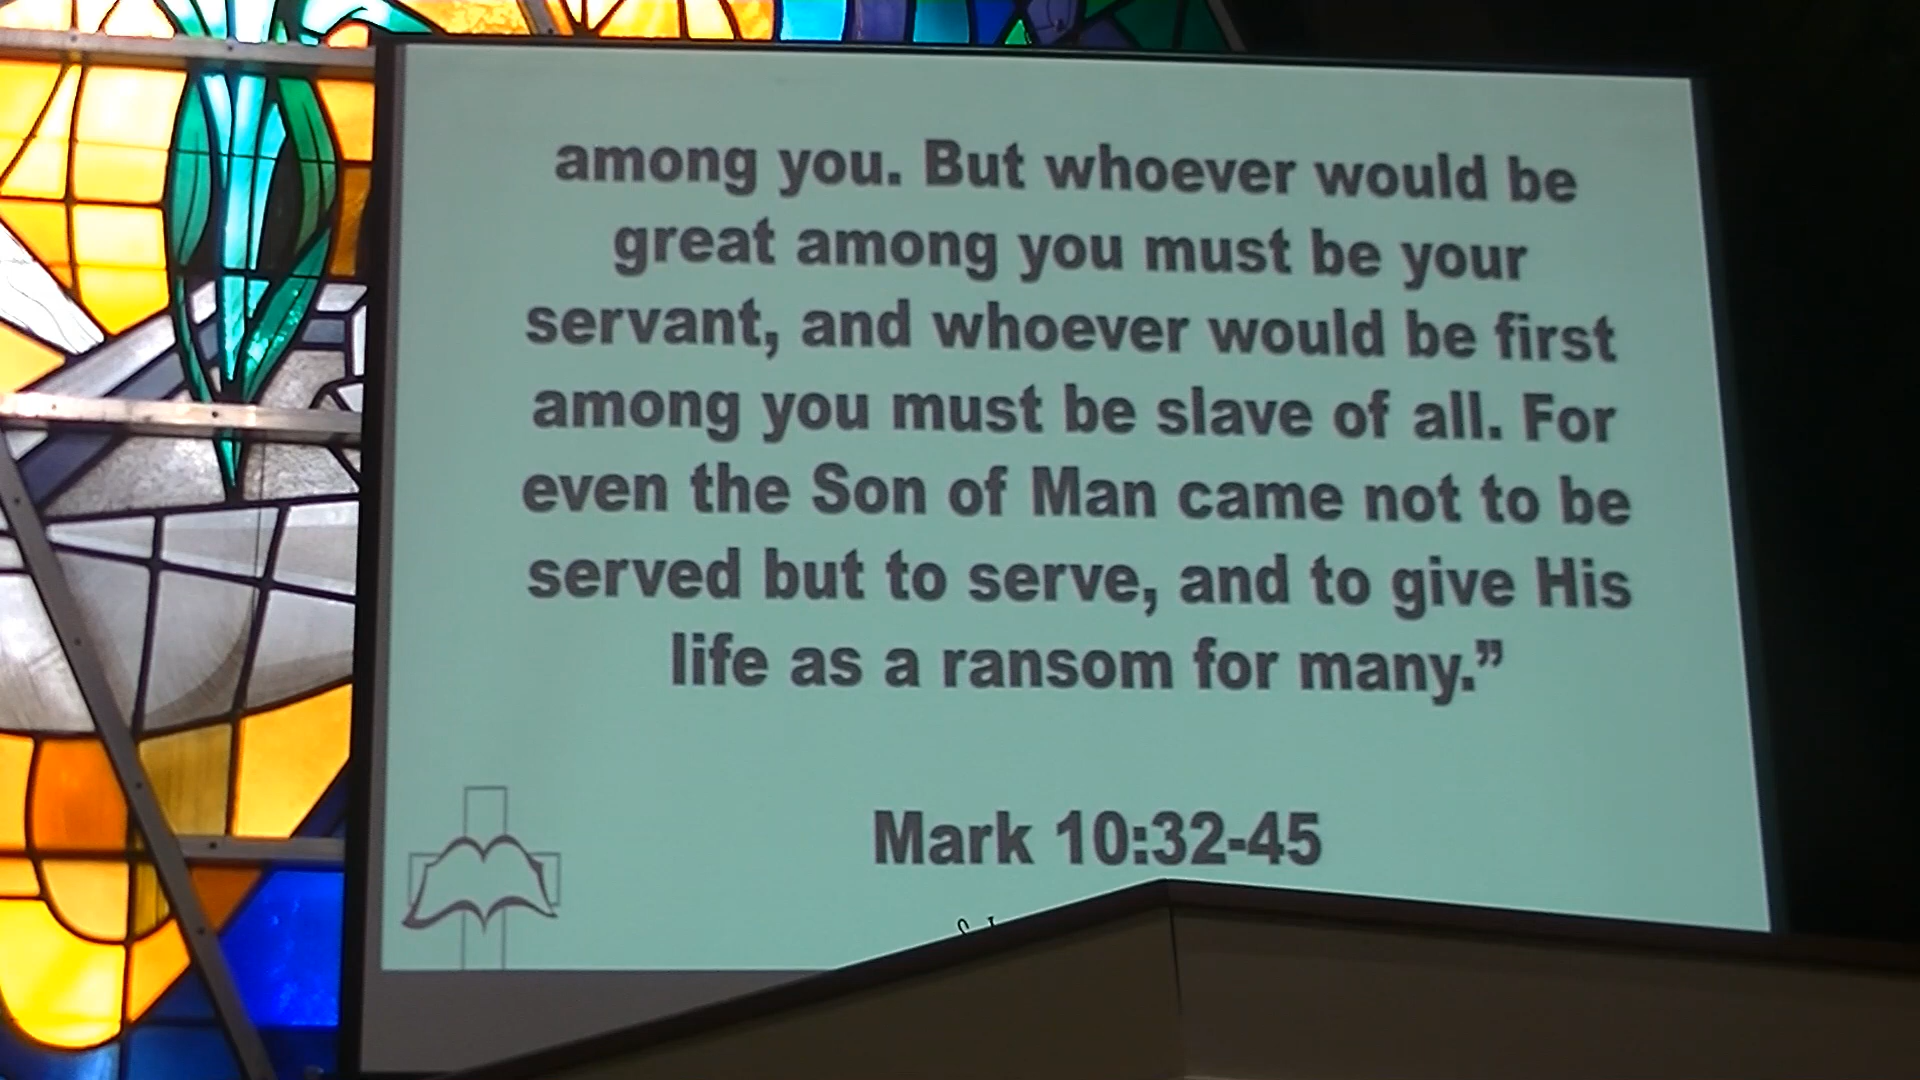 among you. But whoever would be
great among you must be your
servant, and whoever would be first
among you must be slave of all. For
even the Son of Man came not to be
served but to serve, and to give His
life as a ransom for many.”
Mark 10:32-45